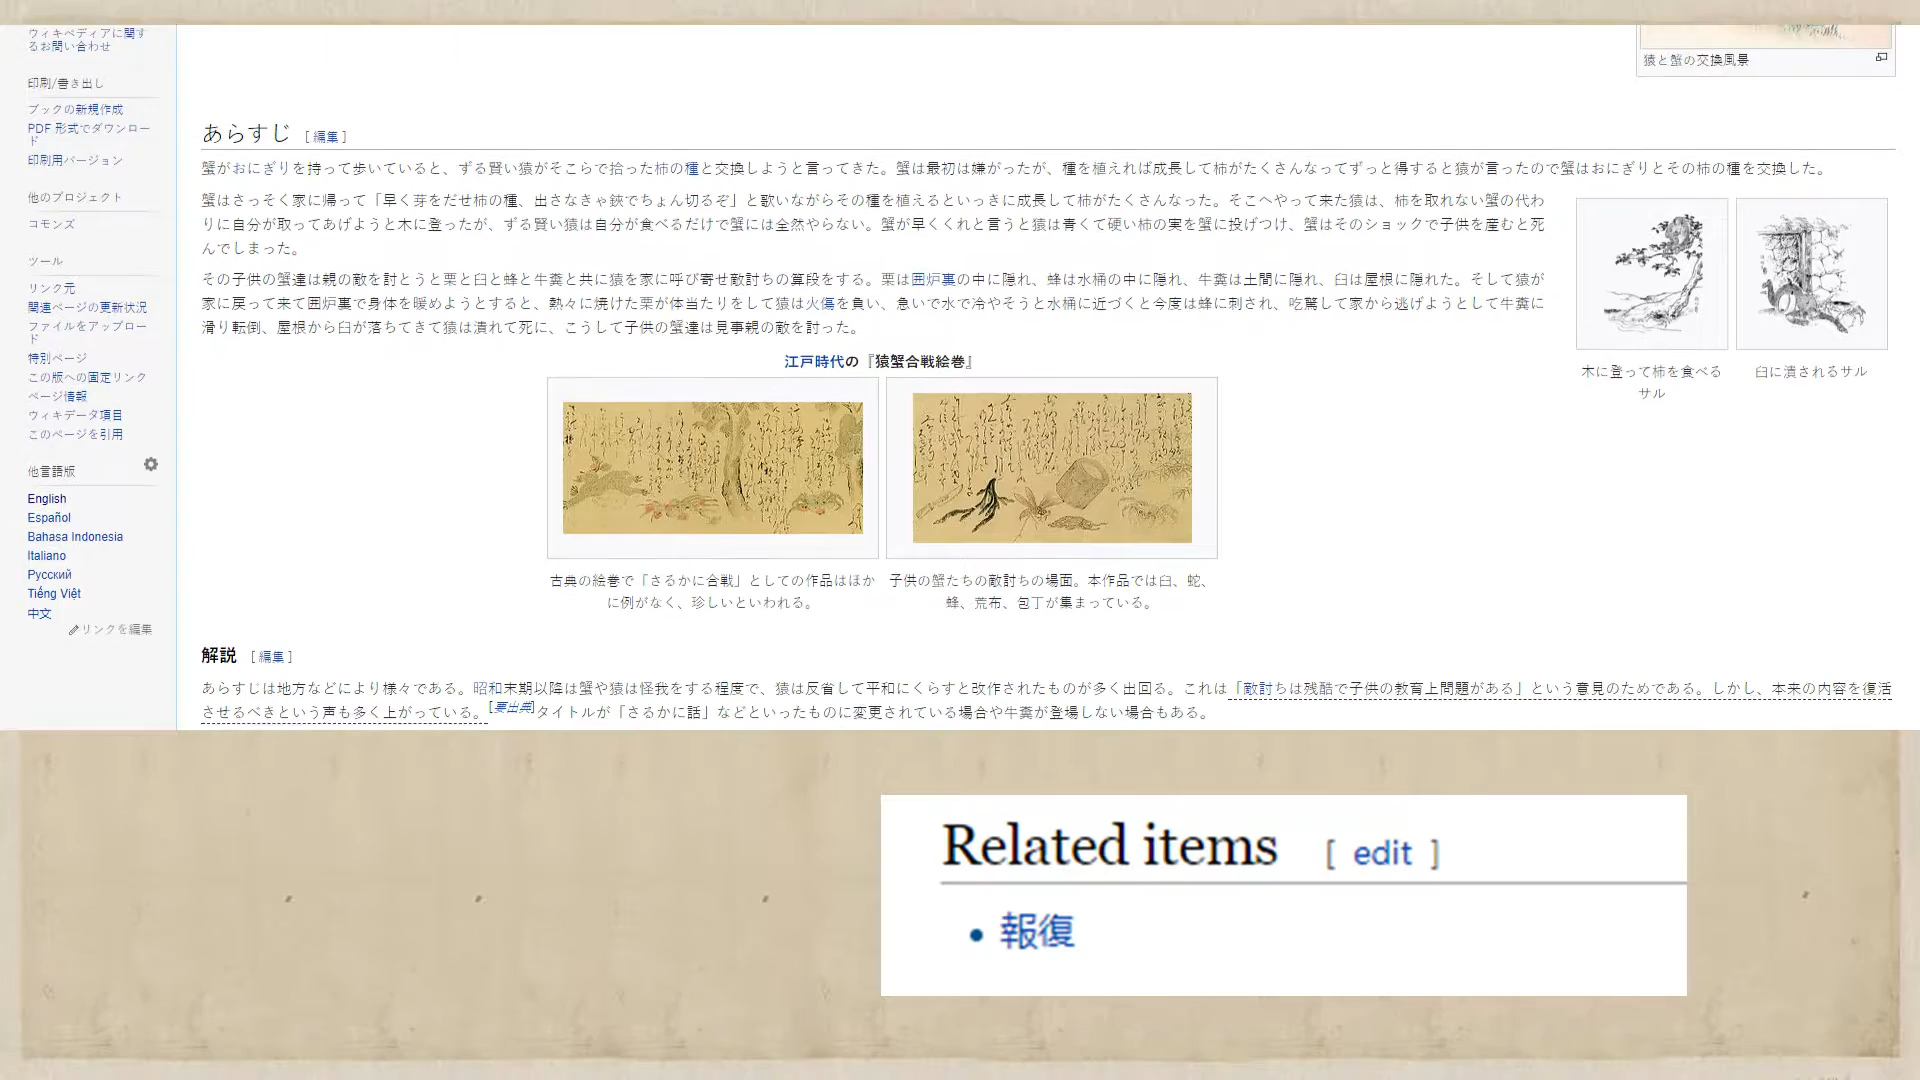 ウィキペディアに関す
るお問い合わせ
印刷/書き出し
ブックの新規作成
PDF 形式でダウンロー
ド
印刷用バージョン
他のプロジェクト
コモンズ
ツール
リンク元
関連ページの更新状況
ファイルをアップロー
ド
特別ページ
この版への固定リンク
ページ情報
ウィキデータ項目
このページを引用
他言語版
English
Español
Bahasa Indonesia
Italiano
Русский
Tiếng Việt
中文
リンクを編集
猿と蟹の交換風景
あらすじ [ 編集 ]
蟹がおにぎりを持って歩いていると、ずる賢い猿がそこらで拾った柿の種と交換しようと言ってきた。蟹は最初は嫌がったが、種を植えれば成長して柿がたくさんなってずっと得すると猿が言ったので蟹はおにぎりとその柿の種を交換した。
蟹はさっそく家に帰って「早く芽をだせ柿の種、出さなきゃ鋏でちょん切るぞ」と歌いながらその種を植えるといっきに成長して柿がたくさんなった。そこへやって来た猿は、柿を取れない蟹の代わ
りに自分が取ってあげようと木に登ったが、ずる賢い猿は自分が食べるだけで蟹には全然やらない。蟹が早くくれと言うと猿は青くて硬い柿の実を蟹に投げつけ、蟹はそのショックで子供を産むと死
んでしまった。
その子供の蟹達は親の敵を討とうと栗と臼と蜂と牛糞と共に猿を家に呼び寄せ敵討ちの算段をする。栗は囲炉裏の中に隠れ、蜂は水桶の中に隠れ、牛糞は土間に隠れ、臼は屋根に隠れた。そして猿が
家に戻って来て囲炉裏で身体を暖めようとすると、熱々に焼けた栗が体当たりをして猿は火傷を負い、急いで水で冷やそうと水桶に近づくと今度は蜂に刺され、吃驚して家から逃げようとして牛糞に
滑り転倒、屋根から臼が落ちてきて猿は潰れて死に、こうして子供の蟹達は見事親の敵を討った。
木に登って柿を食べる
サル
臼に潰されるサル
江戸時代の『猿蟹合戦絵巻』
古典の絵巻で「さるかに合戦」としての作品はほか
に例がなく、珍しいといわれる。
子供の蟹たちの敵討ちの場面。本作品では臼、蛇、
蜂、荒布、包丁が集まっている。
解説 [ 編集 ]
あらすじは地方などにより様々である。昭和末期以降は蟹や猿は怪我をする程度で、猿は反省して平和にくらすと改作されたものが多く出回る。これは「敵討ちは残酷で子供の教育上問題がある」という意見のためである。しかし、本来の内容を復活
させるべきという声も多く上がっている。[要出典]タイトルが「さるかに話」などといったものに変更されている場合や牛糞が登場しない場合もある。
Related items [ edit ]
• 報復